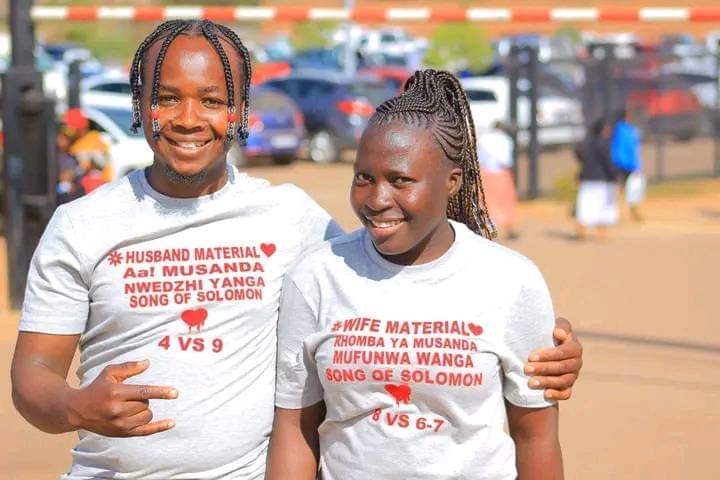 *HUSBAND MATERIAL
Aa! MUSANDA
NWEDZHI YANGA
SONG OF SOLOMON
4 VS 9
*WIFE MATERIAL
RHOMBA YA MUSANDA
MUFUNWA WANGA
SONG OF SOLOMON
8 VS 6-7